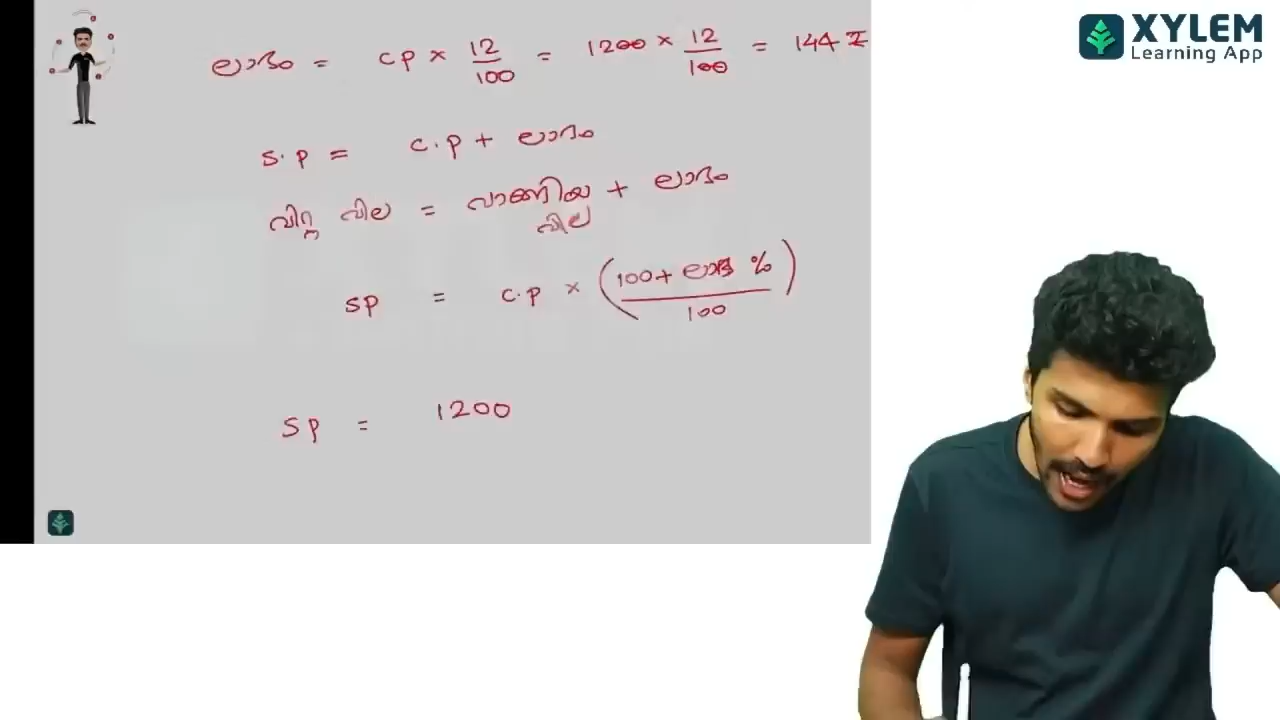 XYLEM
Learning App
ലാഭം = CP × 12/100 = 1200 × 12/100 = 144
S.P = C.P + ലാഭം
വിറ്റ വില = വാങ്ങിയ വില + ലാഭം
SP = C.P × (100 + ലാഭ % / 100)
SP = 1200